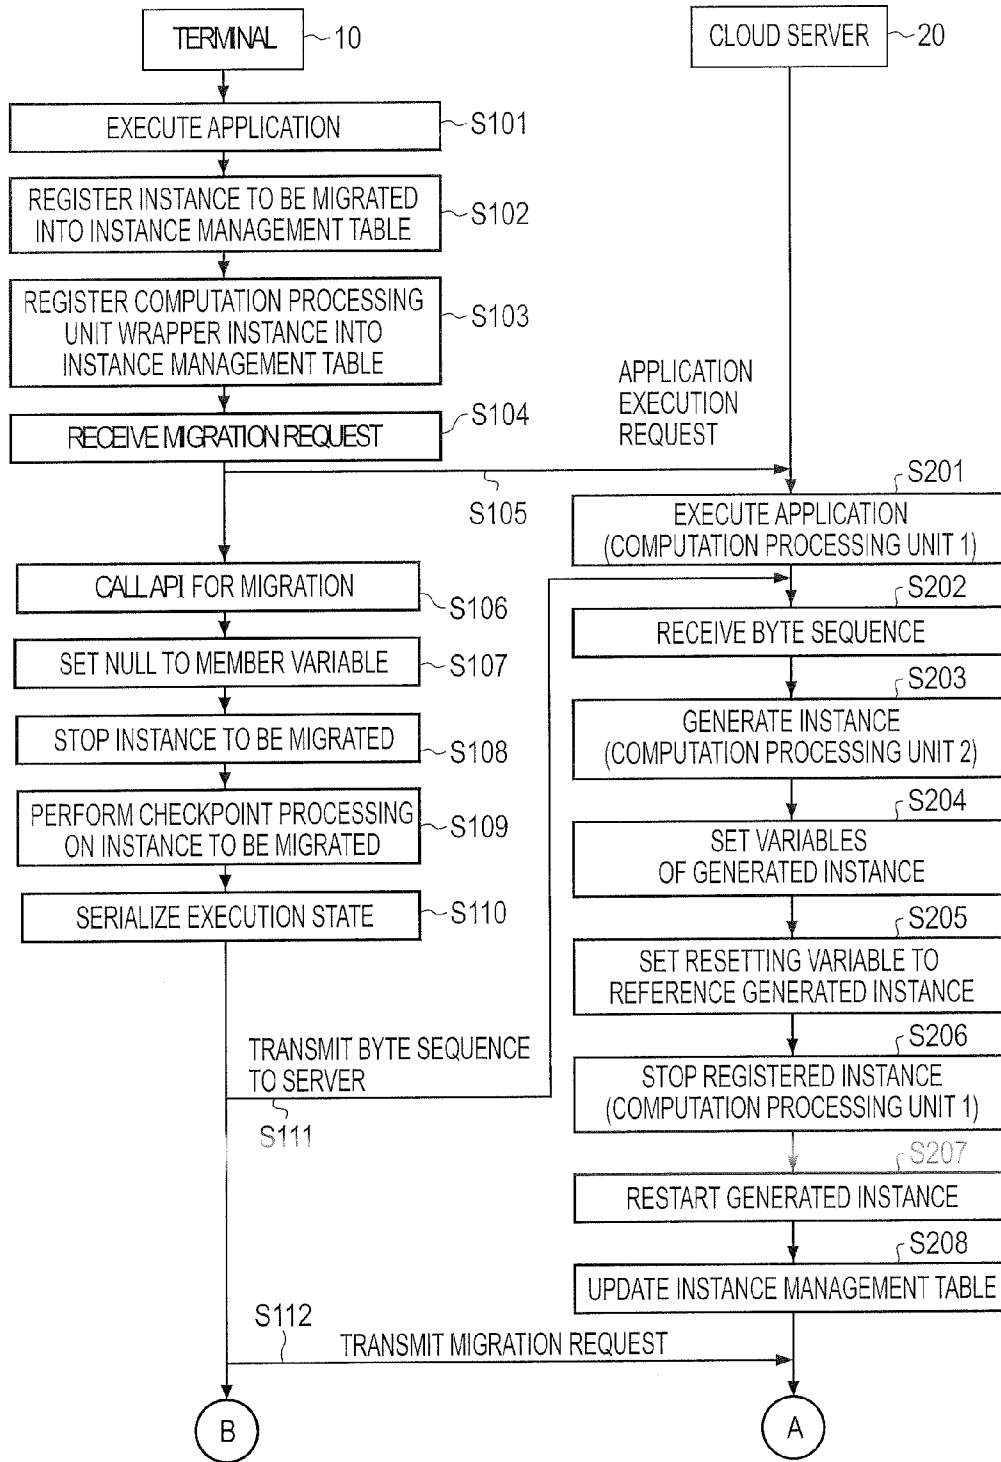 TERMINAL
10
CLOUD SERVER
20
EXECUTE APPLICATION
S101
REGISTER INSTANCE TO BE MIGRATED
INTO INSTANCE MANAGEMENT TABLE
S102
REGISTER COMPUTATION PROCESSING
UNIT WRAPPER INSTANCE INTO
INSTANCE MANAGEMENT TABLE
S103
RECEIVE MIGRATION REQUEST
S104
APPLICATION
EXECUTION
REQUEST
S105
S201
EXECUTE APPLICATION
(COMPUTATION PROCESSING UNIT 1)
CALL API FOR MIGRATION
S106
S202
RECEIVE BYTE SEQUENCE
SET NULL TO MEMBER VARIABLE
S107
S203
GENERATE INSTANCE
(COMPUTATION PROCESSING UNIT 2)
STOP INSTANCE TO BE MIGRATED
S108
PERFORM CHECKPOINT PROCESSING
ON INSTANCE TO BE MIGRATED
S109
S204
SET VARIABLES
OF GENERATED INSTANCE
SERIALIZE EXECUTION STATE
S110
S205
SET RESETTING VARIABLE TO
REFERENCE GENERATED INSTANCE
TRANSMIT BYTE SEQUENCE
TO SERVER
S111
S206
STOP REGISTERED INSTANCE
(COMPUTATION PROCESSING UNIT 1)
S207
RESTART GENERATED INSTANCE
S208
UPDATE INSTANCE MANAGEMENT TABLE
S112
TRANSMIT MIGRATION REQUEST
B
A